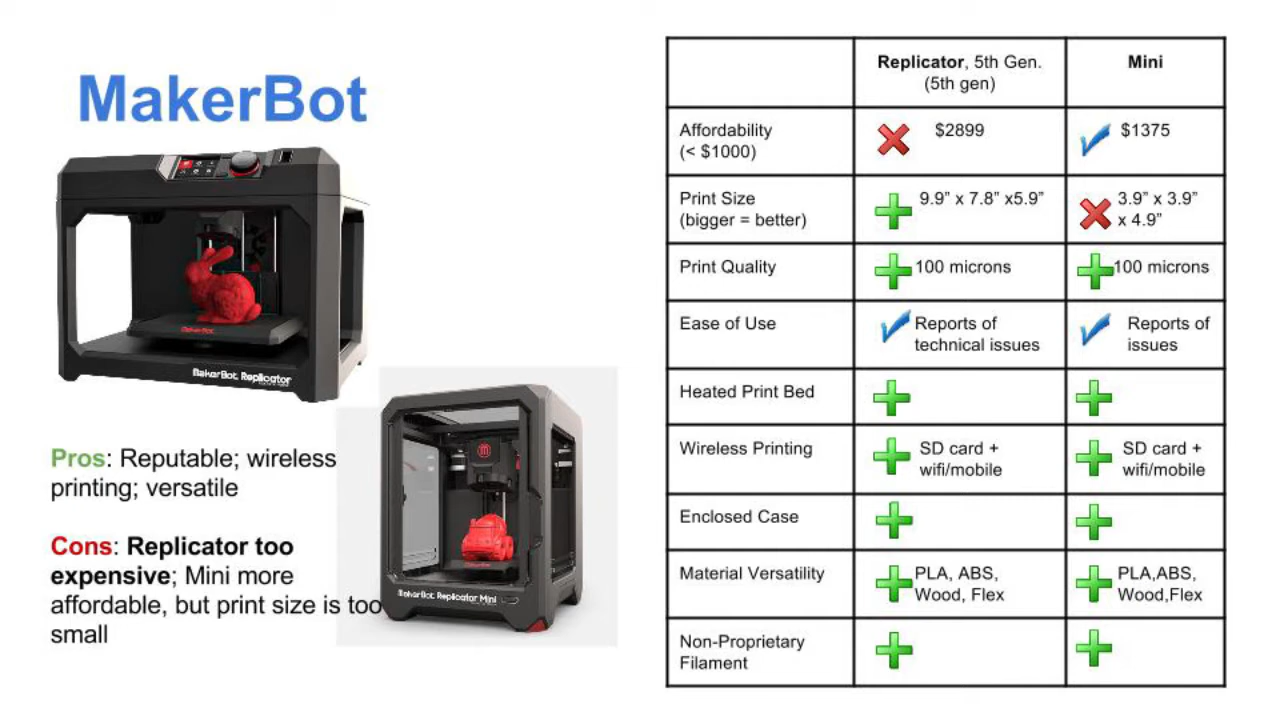 MakerBot
MakerBot
MakerBot. Replicator
MakerBot. Replicator Mini
Pros: Reputable; wireless
printing; versatile
Cons: Replicator too
expensive; Mini more
affordable, but print size is too
small
Replicator, 5th Gen.
(5th gen)
Mini
Affordability
(< $1000)
$2899
$1375
Print Size
(bigger = better)
9.9” x 7.8” x5.9”
3.9” x 3.9”
x 4.9”
Print Quality
100 microns
100 microns
Ease of Use
Reports of
technical issues
Reports of
issues
Heated Print Bed
Wireless Printing
SD card +
wifi/mobile
SD card +
wifi/mobile
Enclosed Case
Material Versatility
PLA, ABS,
Wood, Flex
PLA,ABS,
Wood,Flex
Non-Proprietary
Filament